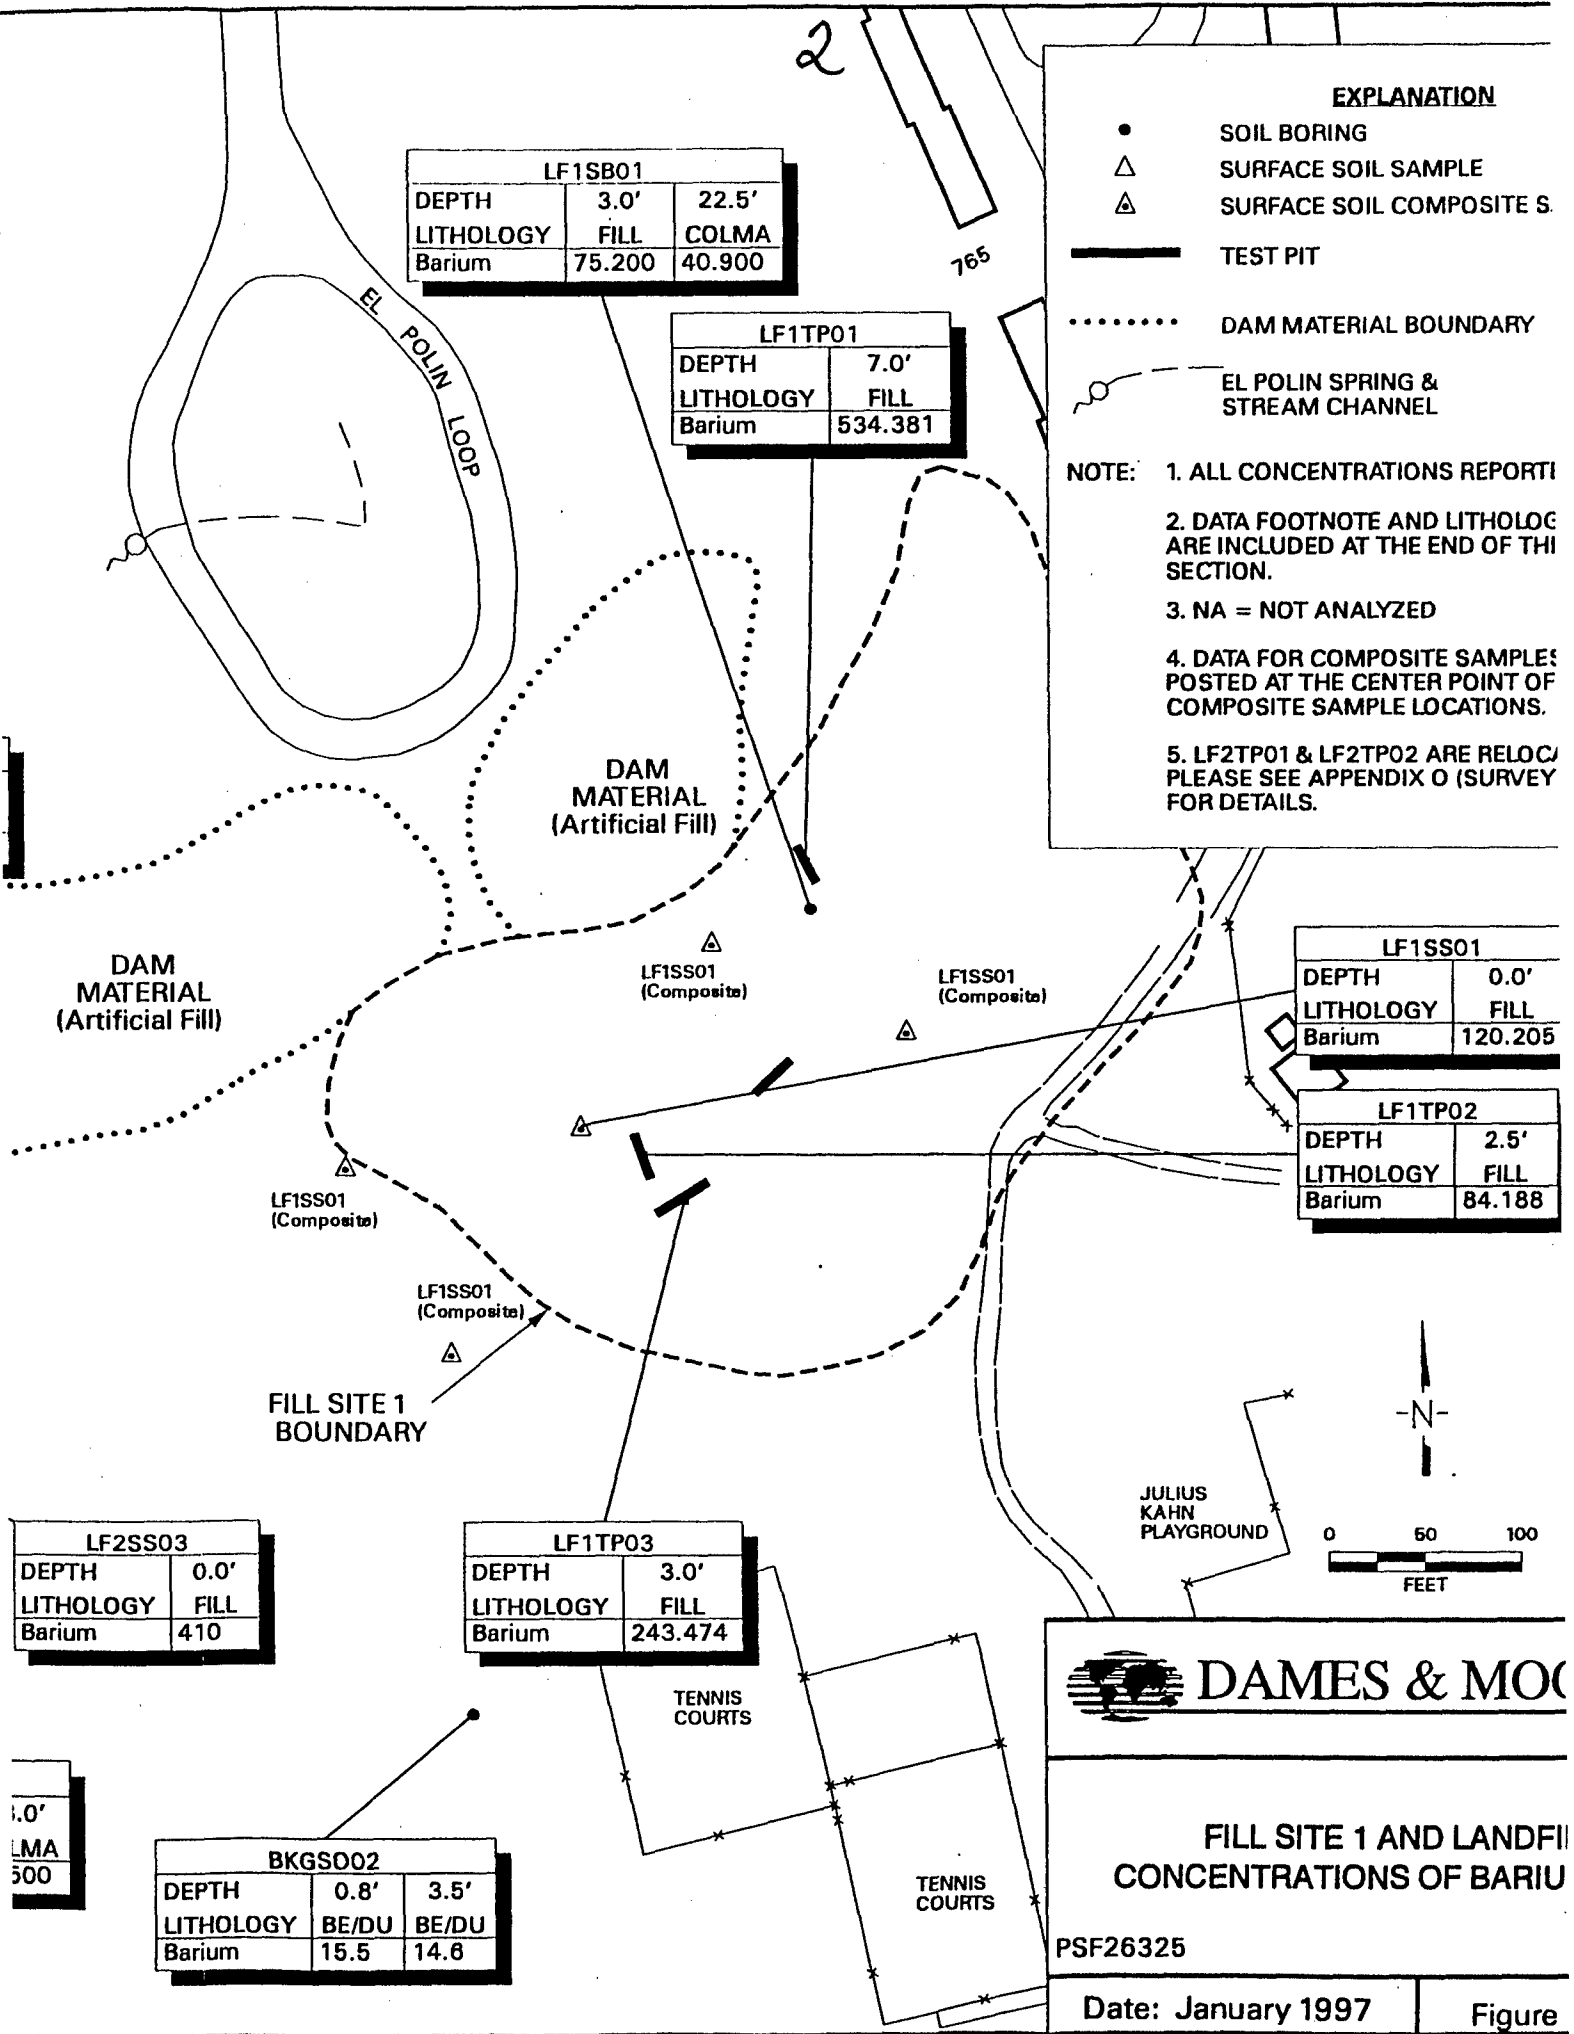 2
EXPLANATION
SOIL BORING
SURFACE SOIL SAMPLE
SURFACE SOIL COMPOSITE S.
TEST PIT
DAM MATERIAL BOUNDARY
EL POLIN SPRING &
STREAM CHANNEL
NOTE: 1. ALL CONCENTRATIONS REPORT
2. DATA FOOTNOTE AND LITHOLOG
ARE INCLUDED AT THE END OF THI
SECTION.
3. NA = NOT ANALYZED
4. DATA FOR COMPOSITE SAMPLES
POSTED AT THE CENTER POINT OF
COMPOSITE SAMPLE LOCATIONS.
5. LF2TP01 & LF2TP02 ARE RELOCA
PLEASE SEE APPENDIX O (SURVEY
FOR DETAILS.
LF1SB01
DEPTH 3.0' 22.5'
LITHOLOGY FILL COLMA
Barium 75.200 40.900
765
LF1TP01
DEPTH 7.0'
LITHOLOGY FILL
Barium 534.381
EL POLIN LOOP
DAM
MATERIAL
(Artificial Fill)
DAM
MATERIAL
(Artificial Fill)
LF1SS01
(Composite)
LF1SS01
(Composite)
LF1SS01
DEPTH 0.0'
LITHOLOGY FILL
Barium 120.205
LF1TP02
DEPTH 2.5'
LITHOLOGY FILL
Barium 84.188
LF1SS01
(Composite)
LF1SS01
(Composite)
FILL SITE 1
BOUNDARY
-N-
JULIUS
KAHN
PLAYGROUND
0 50 100
FEET
LF2SS03
DEPTH 0.0'
LITHOLOGY FILL
Barium 410
LF1TP03
DEPTH 3.0'
LITHOLOGY FILL
Barium 243.474
TENNIS
COURTS
DAMES & MOO
.0'
LMA
500
BKGSO02
DEPTH 0.8' 3.5'
LITHOLOGY BE/DU BE/DU
Barium 15.5 14.6
TENNIS
COURTS
FILL SITE 1 AND LANDFI
CONCENTRATIONS OF BARIU
PSF26325
Date: January 1997
Figure